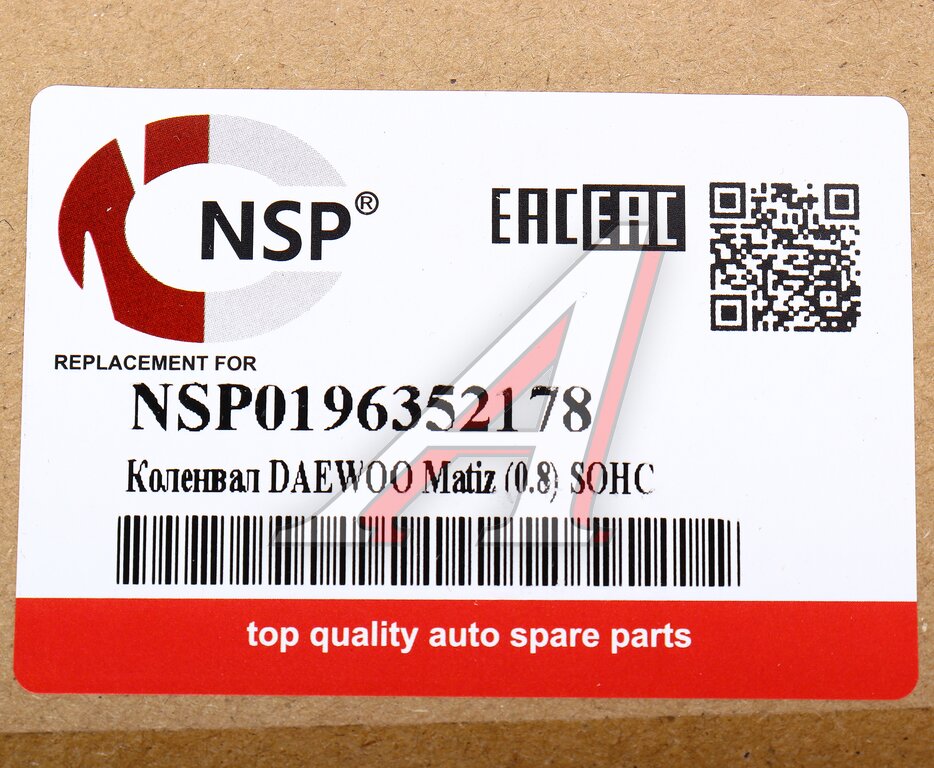 NSP®
EAC EAC
REPLACEMENT FOR
NSP0196352178
Коленвал DAEWOO Matiz (0.8) SOHC
top quality auto spare parts